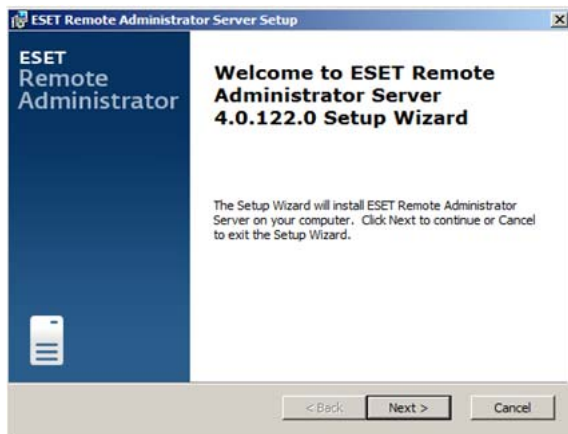 ESET Remote Administrator Server Setup
ESET
Remote
Administrator
Welcome to ESET Remote
Administrator Server
4.0.122.0 Setup Wizard
The Setup Wizard will install ESET Remote Administrator
Server on your computer. Click Next to continue or Cancel
to exit the Setup Wizard.
< Back
Next >
Cancel